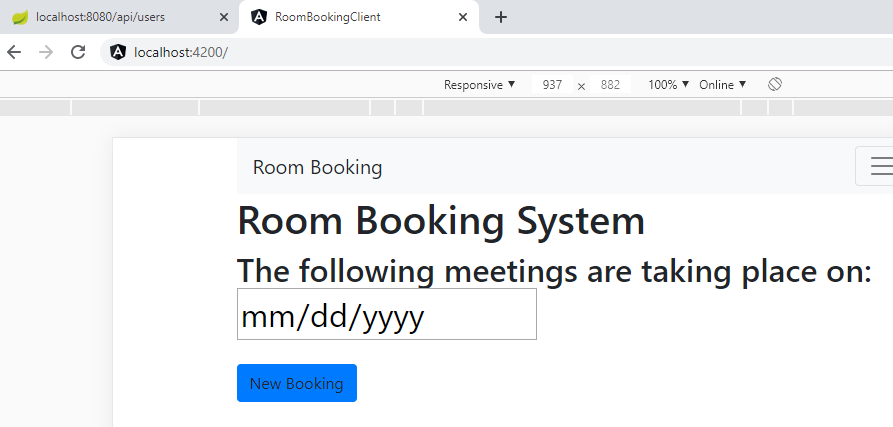 localhost:8080/api/users
RoomBookingClient
localhost:4200/
Responsive ▼ 937 × 882 100% ▼ Online ▼
Room Booking
Room Booking System
The following meetings are taking place on:
mm/dd/yyyy
New Booking